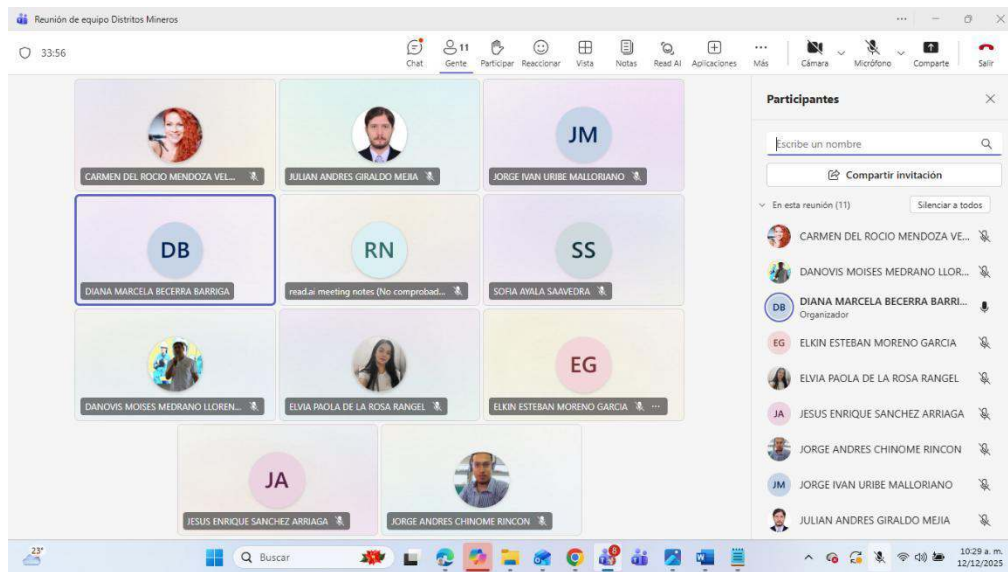 Reunión de equipo Distritos Mineros
33:56
Chat
11
Gente
Participar
Reaccionar
Vista
Notas
Read AI
Aplicaciones
Más
Cámara
Micrófono
Comparte
Salir
CARMEN DEL ROCIO MENDOZA VEL...
JULIAN ANDRES GIRALDO MEJIA
JM
JORGE IVAN URIBE MALLORIANO
DB
DIANA MARCELA BECERRA BARRIGA
RN
read.ai meeting notes (No comprobad...
SS
SOFIA AYALA SAAVEDRA
DANOVIS MOISES MEDRANO LLOREN...
ELVIA PAOLA DE LA ROSA RANGEL
EG
ELKIN ESTEBAN MORENO GARCIA ...
JA
JESUS ENRIQUE SANCHEZ ARRIAGA
JORGE ANDRES CHINOME RINCON
Participantes
Escribe un nombre
Compartir invitación
En esta reunión (11)
Silenciar a todos
CARMEN DEL ROCIO MENDOZA VE...
DANOVIS MOISES MEDRANO LLOR...
DB
DIANA MARCELA BECERRA BARRI...
Organizador
EG
ELKIN ESTEBAN MORENO GARCIA
ELVIA PAOLA DE LA ROSA RANGEL
JA
JESUS ENRIQUE SANCHEZ ARRIAGA
JORGE ANDRES CHINOME RINCON
JM
JORGE IVAN URIBE MALLORIANO
JULIAN ANDRES GIRALDO MEJIA
23°
Buscar
10:29 a. m.
12/12/2025